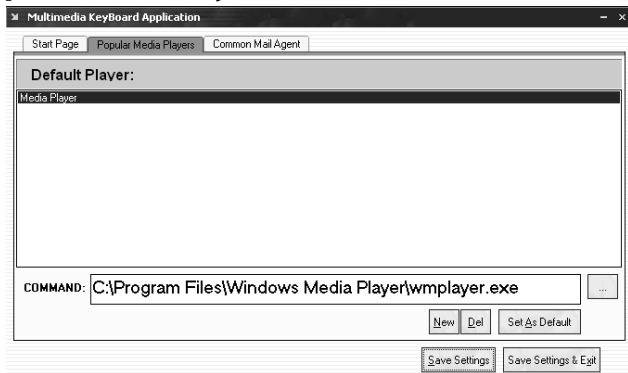 Multimedia KeyBoard Application
Start Page Popular Media Players Common Mail Agent
Default Player:
Media Player
COMMAND: C:\Program Files\Windows Media Player\wmplayer.exe ...
New Del Set As Default
Save Settings Save Settings & Exit